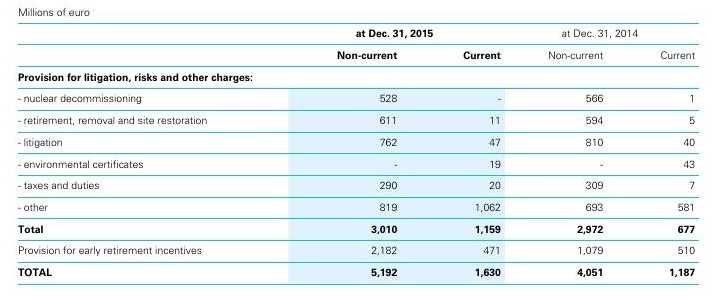 Millions of euro
at Dec. 31, 2015 at Dec. 31, 2014
Non-current Current Non-current Current
Provision for litigation, risks and other charges:
- nuclear decommissioning 528 - 566 1
- retirement, removal and site restoration 611 11 594 5
- litigation 762 47 810 40
- environmental certificates - 19 - 43
- taxes and duties 290 20 309 7
- other 819 1,062 693 581
Total 3,010 1,159 2,972 677
Provision for early retirement incentives 2,182 471 1,079 510
TOTAL 5,192 1,630 4,051 1,187